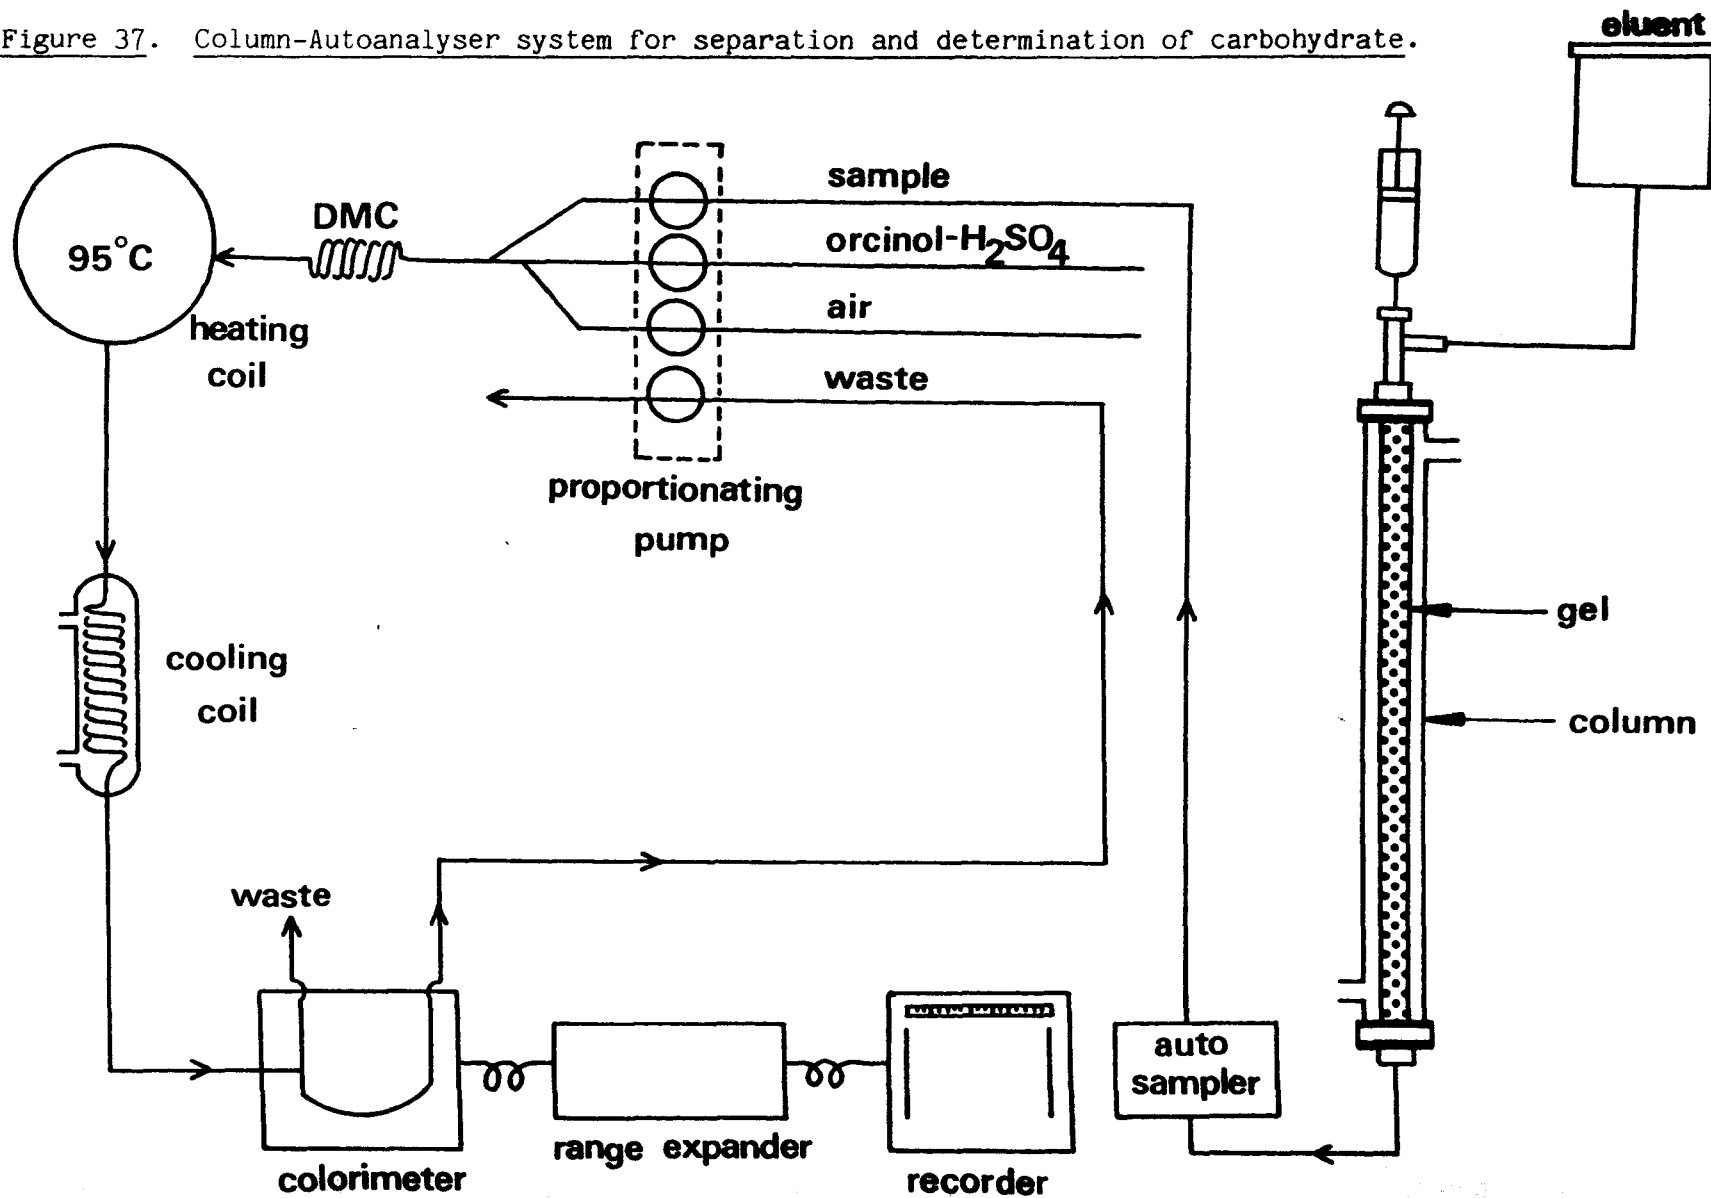 Figure 37. Column-Autoanalyser system for separation and determination of carbohydrate.
eluent
sample
DMC
orcinol-H₂SO₄
95°C
air
heating
coil
waste
proportionating
pump
gel
cooling
coil
column
waste
auto
sampler
range expander
colorimeter
recorder